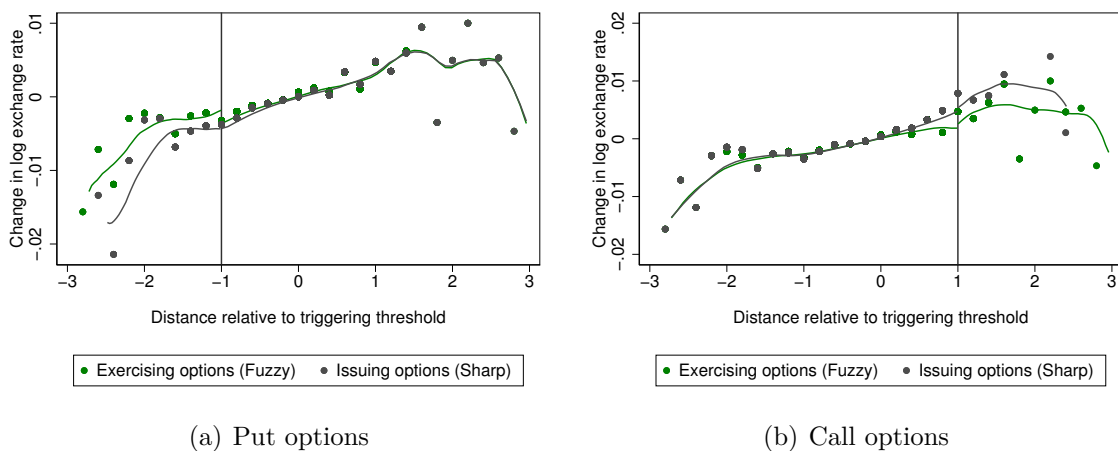 Change in log exchange rate
.01
0
-.01
-.02
−3 −2 −1 0 1 2 3
Distance relative to triggering threshold
Exercising options (Fuzzy) Issuing options (Sharp)
(a) Put options
Change in log exchange rate
.02
.01
0
-.01
-.02
−3 −2 −1 0 1 2 3
Distance relative to triggering threshold
Exercising options (Fuzzy) Issuing options (Sharp)
(b) Call options